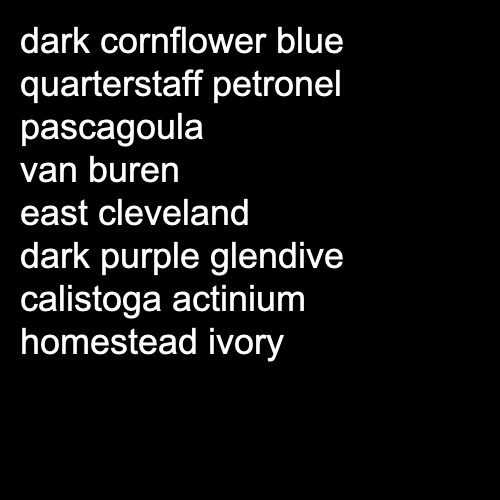 dark cornflower blue
quarterstaff petronel
pascagoula
van buren
east cleveland
dark purple glendive
calistoga actinium
homestead ivory